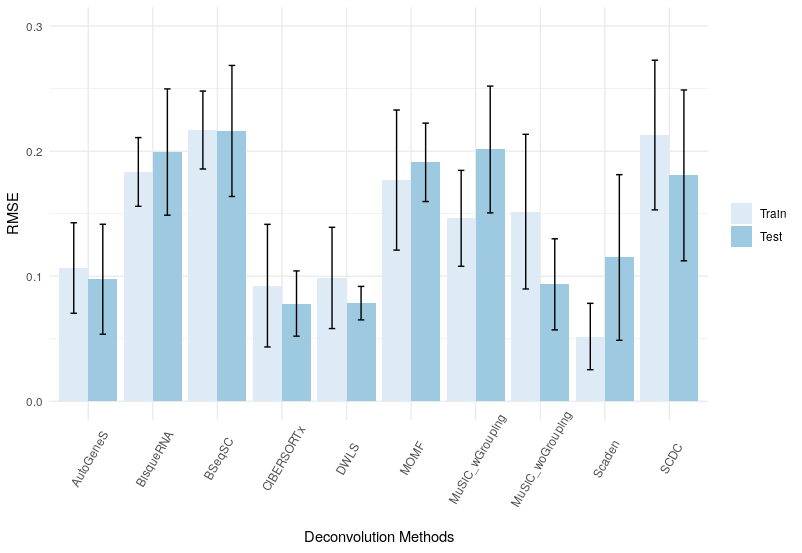 0.3
0.2
0.1
0.0
RMSE
AutoGeneS
BisqueRNA
BSeqSC
CIBERSORTx
DWLS
MOMF
MuSiC_wGrouping
MuSiC_woGrouping
Scaden
SCDC
Deconvolution Methods
Train
Test